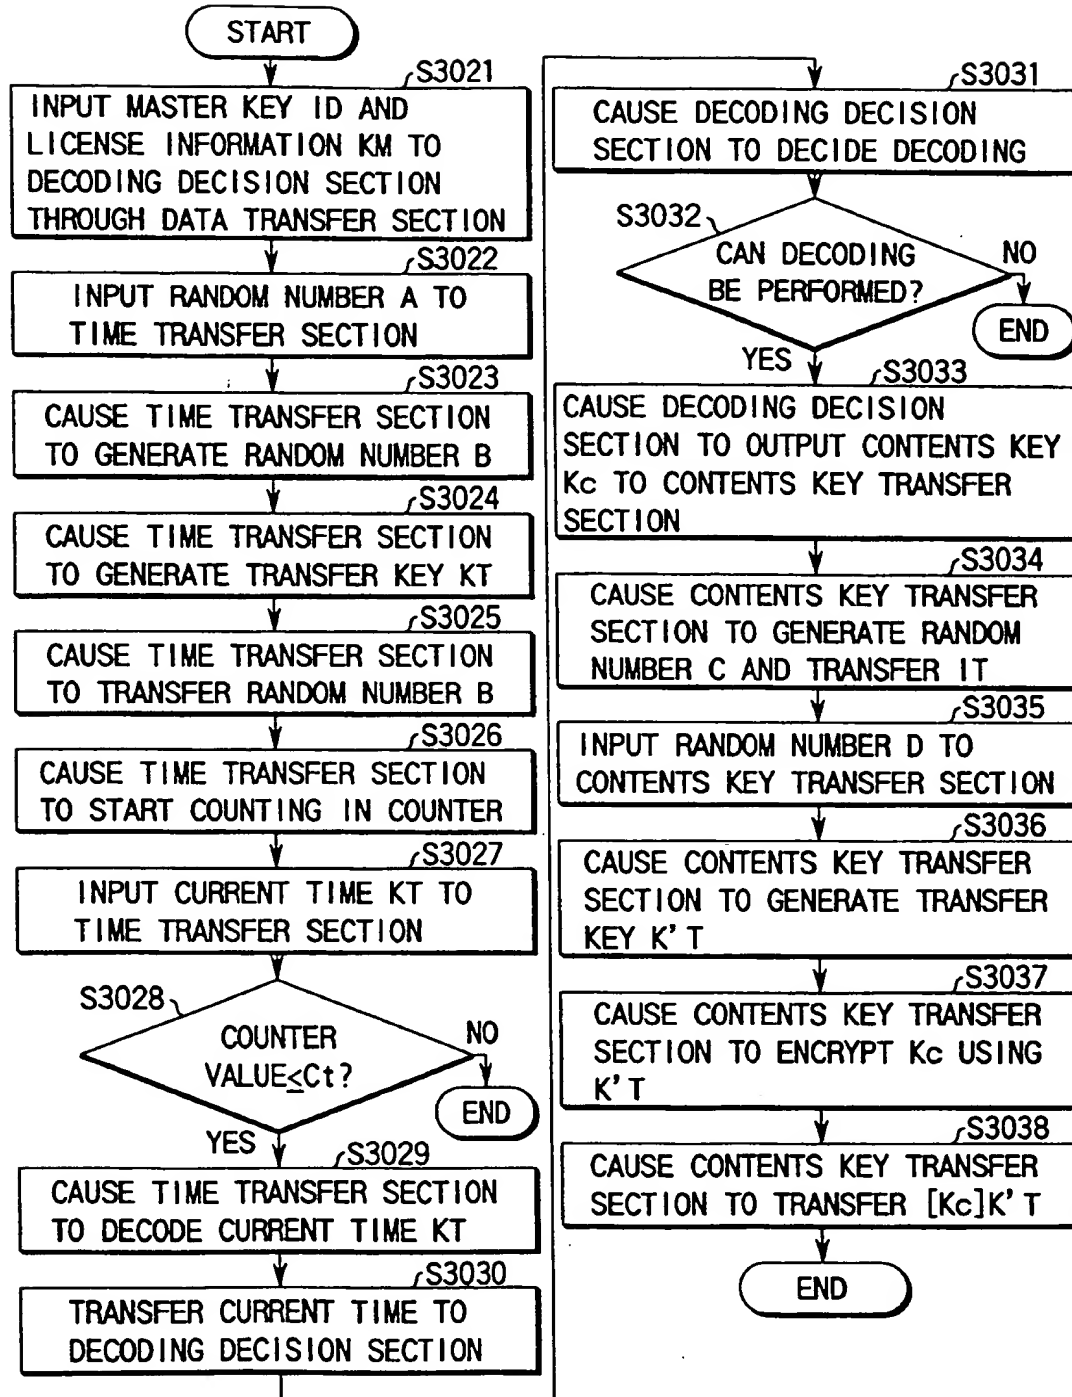 START
S3021
INPUT MASTER KEY ID AND
LICENSE INFORMATION KM TO
DECODING DECISION SECTION
THROUGH DATA TRANSFER SECTION
S3022
INPUT RANDOM NUMBER A TO
TIME TRANSFER SECTION
S3023
CAUSE TIME TRANSFER SECTION
TO GENERATE RANDOM NUMBER B
S3024
CAUSE TIME TRANSFER SECTION
TO GENERATE TRANSFER KEY KT
S3025
CAUSE TIME TRANSFER SECTION
TO TRANSFER RANDOM NUMBER B
S3026
CAUSE TIME TRANSFER SECTION
TO START COUNTING IN COUNTER
S3027
INPUT CURRENT TIME KT TO
TIME TRANSFER SECTION
S3028
COUNTER
VALUE≤Ct?
NO
END
YES
S3029
CAUSE TIME TRANSFER SECTION
TO DECODE CURRENT TIME KT
S3030
TRANSFER CURRENT TIME TO
DECODING DECISION SECTION
S3031
CAUSE DECODING DECISION
SECTION TO DECIDE DECODING
S3032
CAN DECODING
BE PERFORMED?
NO
END
YES
S3033
CAUSE DECODING DECISION
SECTION TO OUTPUT CONTENTS KEY
Kc TO CONTENTS KEY TRANSFER
SECTION
S3034
CAUSE CONTENTS KEY TRANSFER
SECTION TO GENERATE RANDOM
NUMBER C AND TRANSFER IT
S3035
INPUT RANDOM NUMBER D TO
CONTENTS KEY TRANSFER SECTION
S3036
CAUSE CONTENTS KEY TRANSFER
SECTION TO GENERATE TRANSFER
KEY K'T
S3037
CAUSE CONTENTS KEY TRANSFER
SECTION TO ENCRYPT Kc USING
K'T
S3038
CAUSE CONTENTS KEY TRANSFER
SECTION TO TRANSFER [Kc]K'T
END